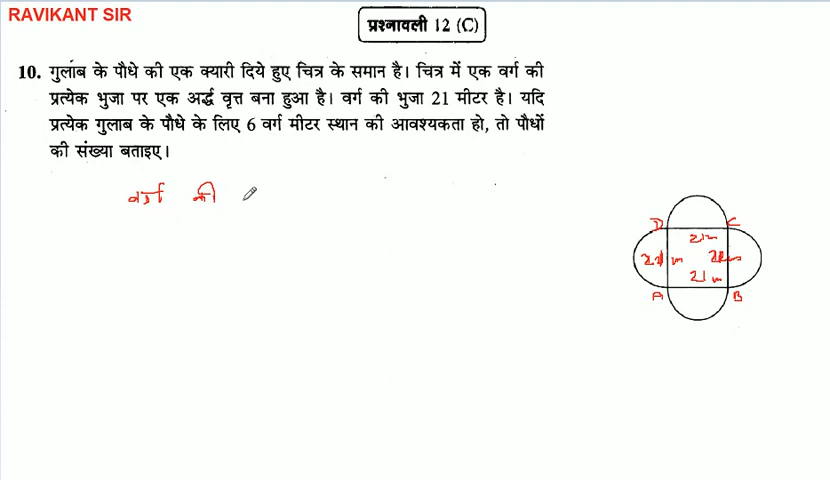 RAVIKANT SIR
प्रश्नावली 12 (C)
10. गुलाब के पौधे की एक क्यारी दिये हुए चित्र के समान है। चित्र में एक वर्ग की
प्रत्येक भुजा पर एक अर्द्ध वृत्त बना हुआ है। वर्ग की भुजा 21 मीटर है। यदि
प्रत्येक गुलाब के पौधे के लिए 6 वर्ग मीटर स्थान की आवश्यकता हो, तो पौधों
की संख्या बताइए।
वर्ग की
D C
21m
21m 21m
21m
A B